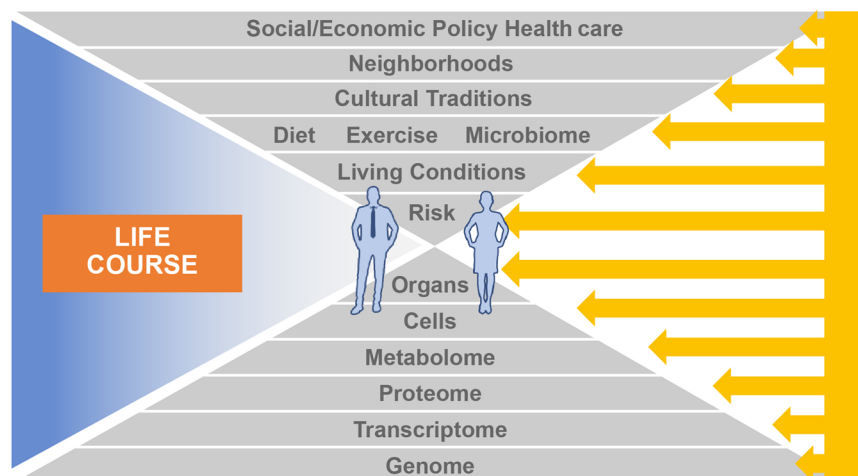 Social/Economic Policy Health care
Neighborhoods
Cultural Traditions
Diet Exercise Microbiome
Living Conditions
Risk
LIFE
COURSE
Organs
Cells
Metabolome
Proteome
Transcriptome
Genome